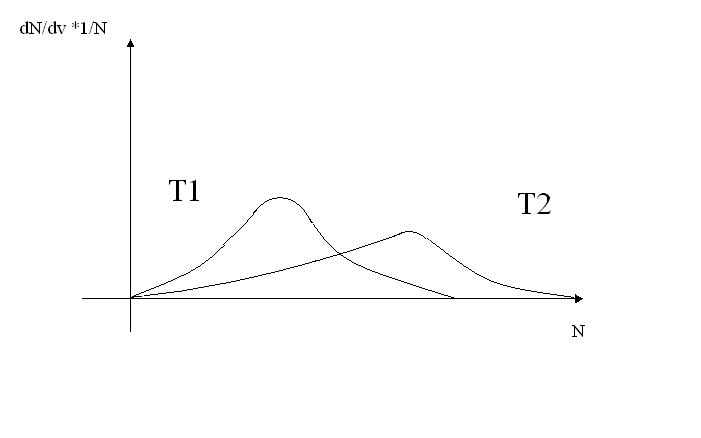 dN/dv *1/N
T1
T2
N